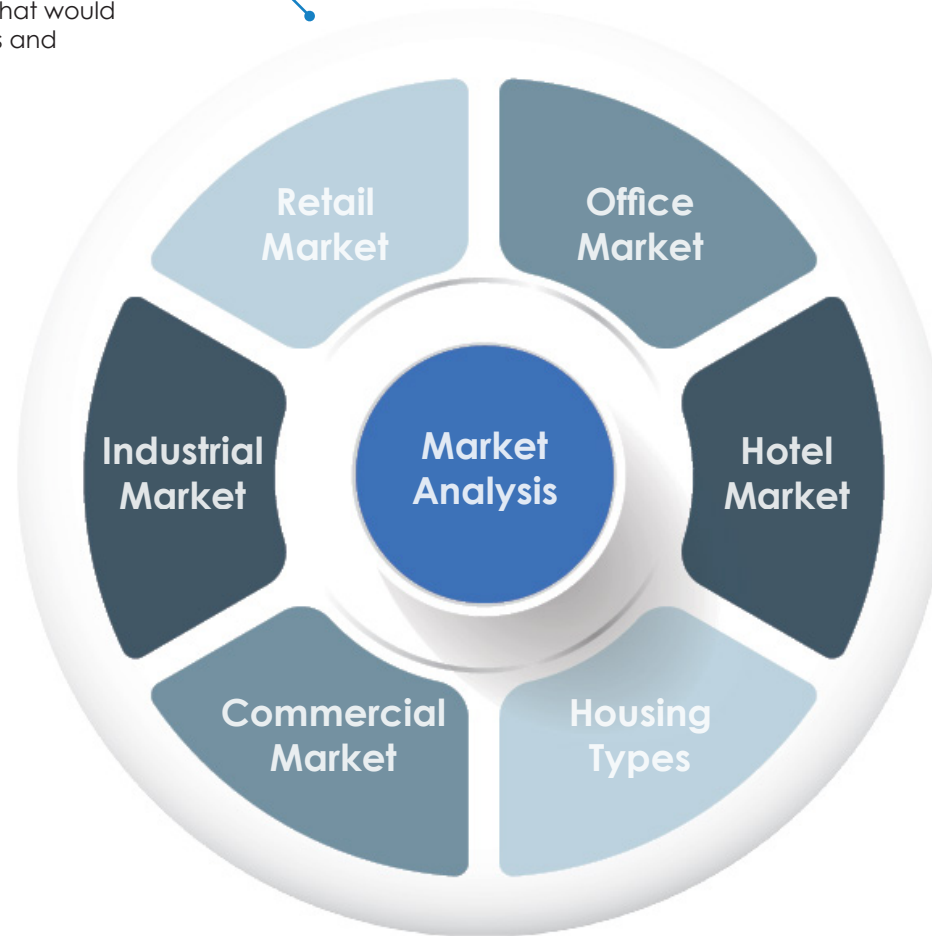 hat would
s and
Retail
Market
Office
Market
Industrial
Market
Market
Analysis
Hotel
Market
Commercial
Market
Housing
Types